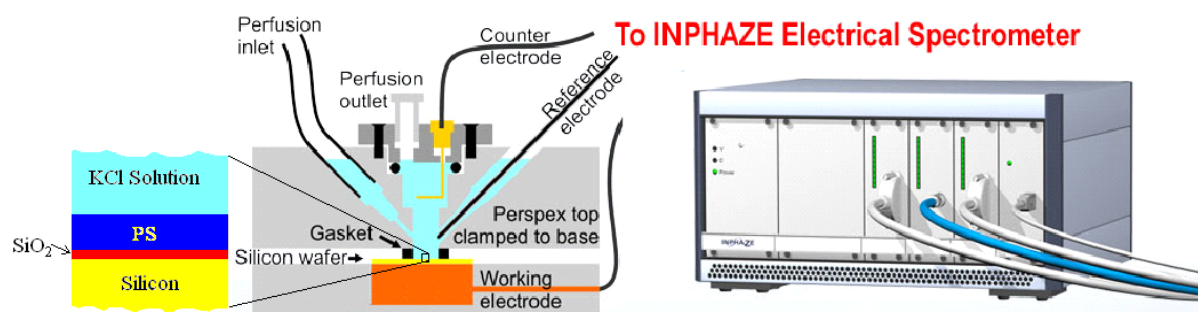 Perfusion
inlet
Perfusion
outlet
Counter
electrode
Reference
electrode
To INPHAZE Electrical Spectrometer
KCl Solution
PS
SiO2
Silicon
Gasket
Silicon wafer
Perspex top
clamped to base
Working
electrode
Power
INPHAZE